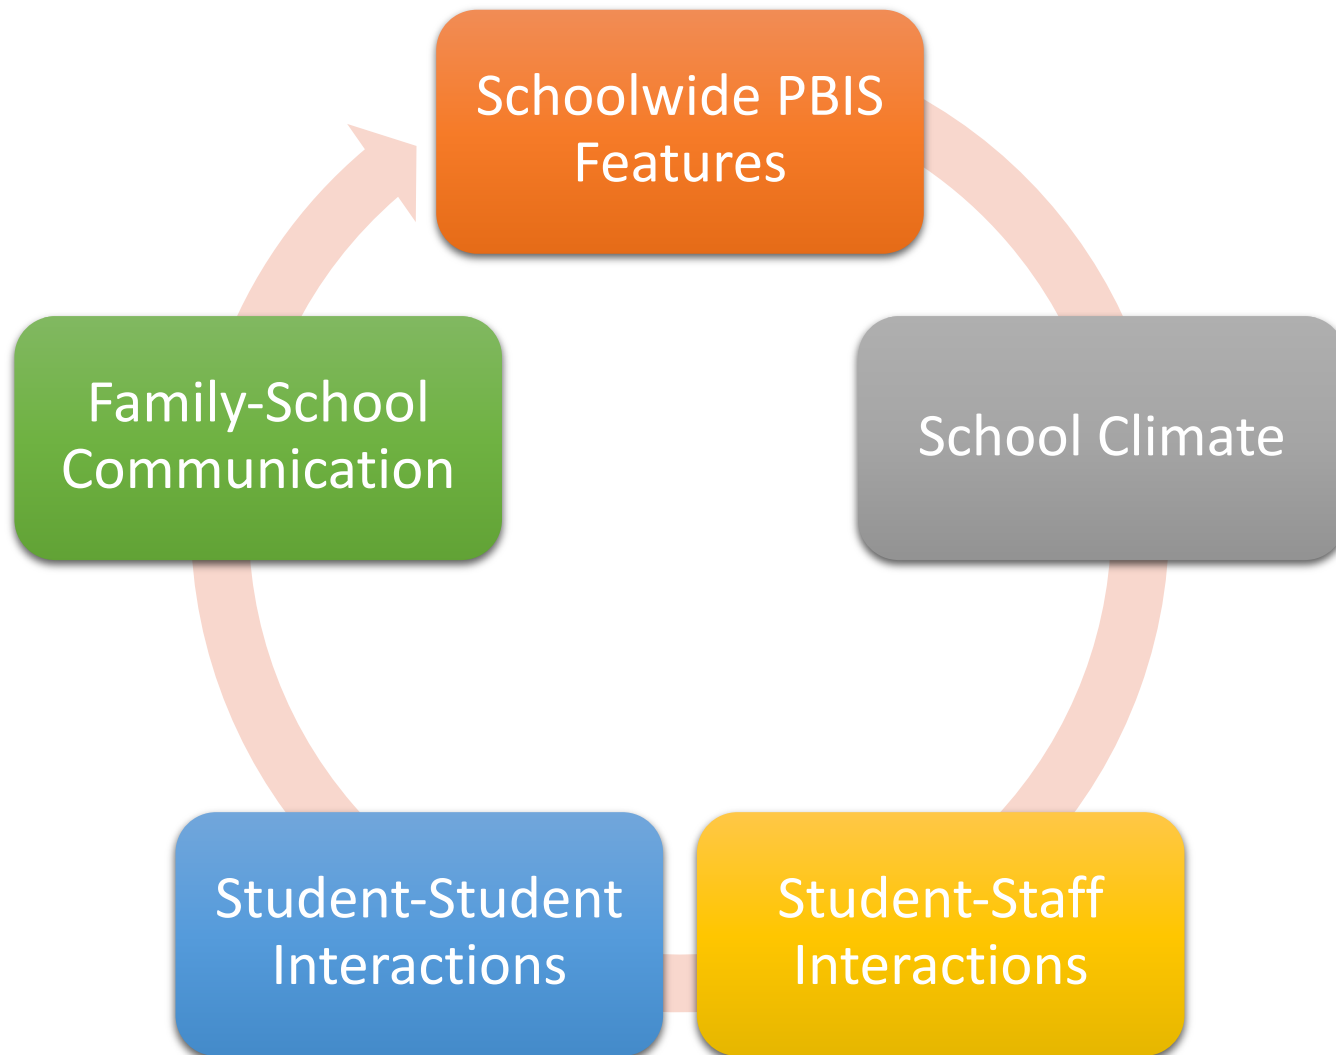 Schoolwide PBIS
Features
School Climate
Student-Staff
Interactions
Student-Student
Interactions
Family-School
Communication